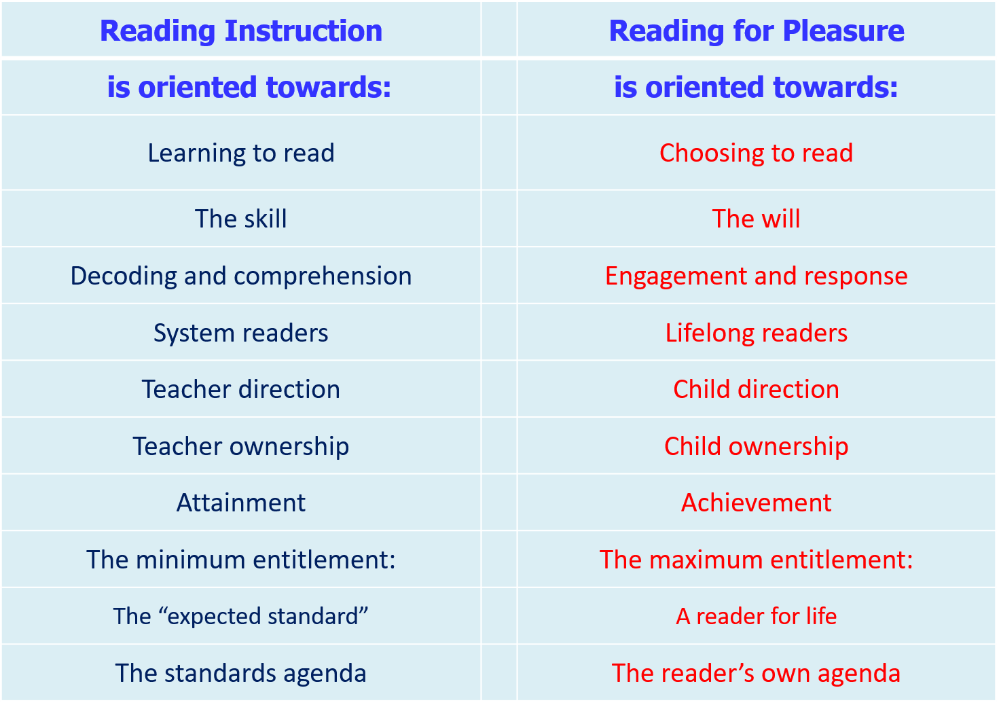 Reading Instruction Reading for Pleasure
is oriented towards: is oriented towards:
Learning to read Choosing to read
The skill The will
Decoding and comprehension Engagement and response
System readers Lifelong readers
Teacher direction Child direction
Teacher ownership Child ownership
Attainment Achievement
The minimum entitlement: The maximum entitlement:
The “expected standard” A reader for life
The standards agenda The reader’s own agenda